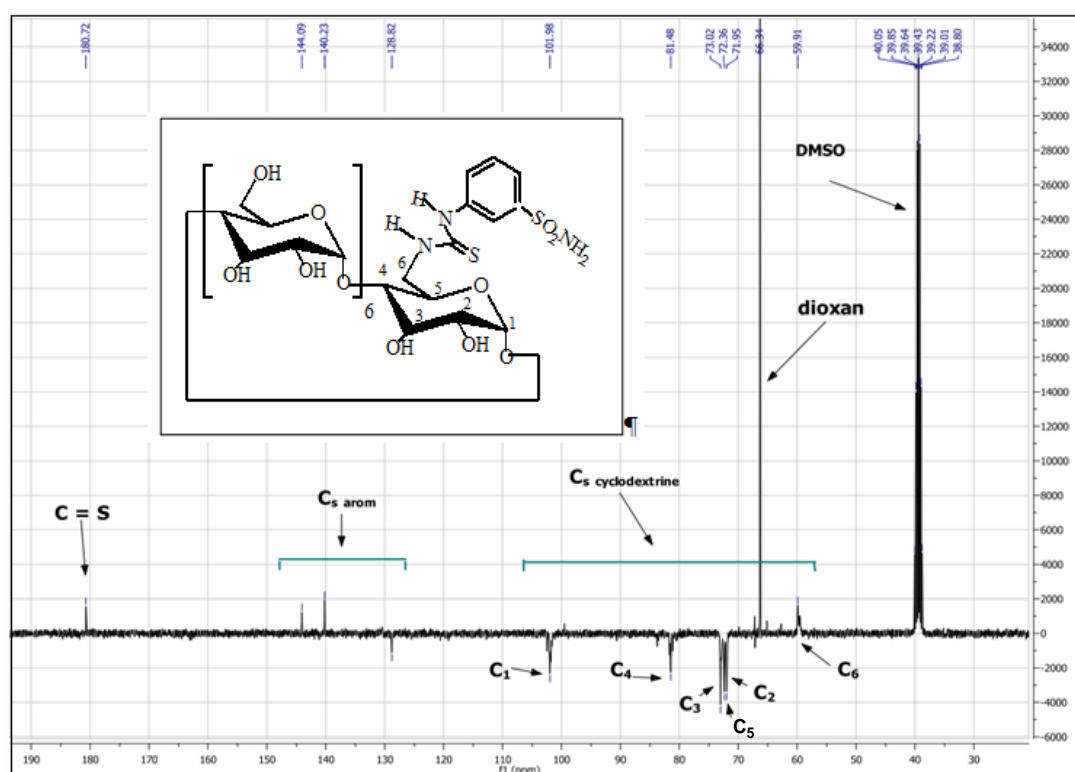 180.72
144.09
140.23
128.82
101.98
81.48
73.02
72.36
71.95
66.34
59.91
40.05
39.85
39.64
39.43
39.22
39.01
38.80
34000
32000
30000
28000
26000
24000
22000
20000
18000
16000
14000
12000
10000
8000
6000
4000
2000
0
-2000
-4000
-6000
OH
O
OH
OH
O
6
H
N
H
N
S
SO2NH2
6
4
5
O
2
3
1
OH
OH
O
¶
DMSO
dioxan
C = S
Cs arom
Cs cyclodextrine
C1
C4
C3
C2
C5
C6
190 180 170 160 150 140 130 120 110 100 90 80 70 60 50 40 30
f1 (ppm)